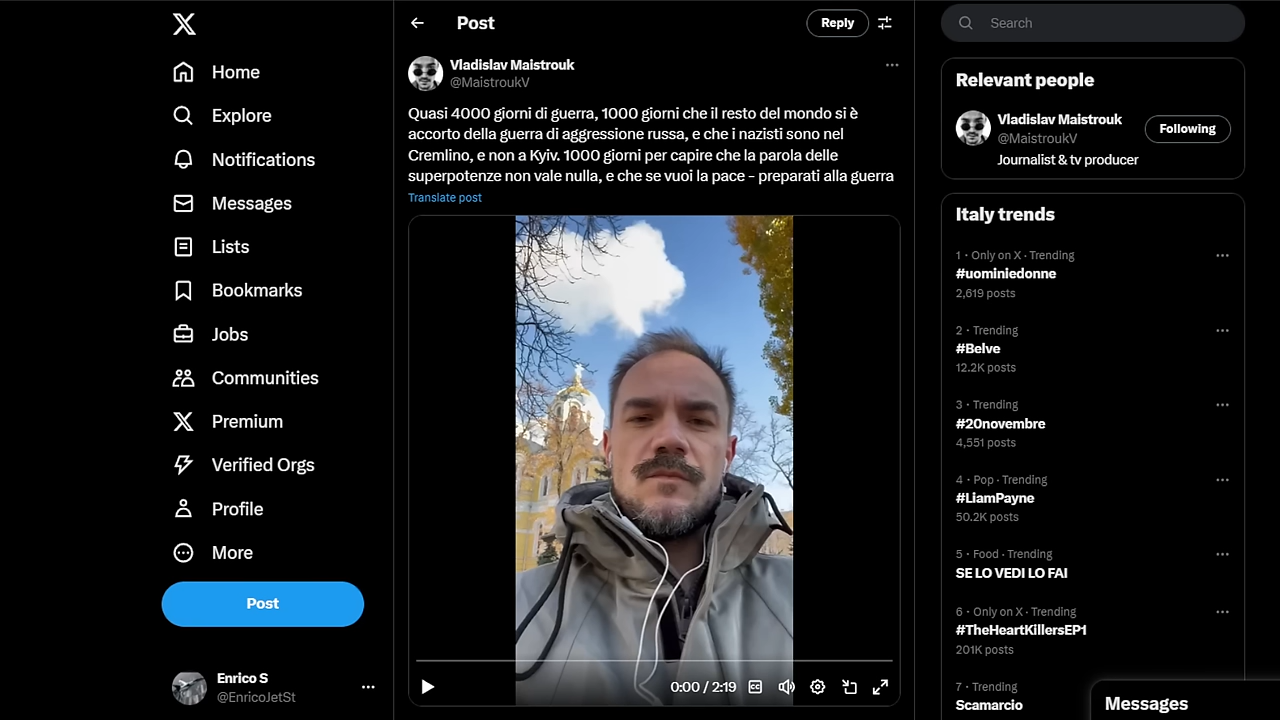 Home
Explore
Notifications
Messages
Lists
Bookmarks
Jobs
Communities
Premium
Verified Orgs
Profile
More
Post
Enrico S
@EnricoJetSt
Post
Reply
Vladislav Maistrouk
@MaistroukV
Quasi 4000 giorni di guerra, 1000 giorni che il resto del mondo si è
accorto della guerra di aggressione russa, e che i nazisti sono nel
Cremlino, e non a Kyiv. 1000 giorni per capire che la parola delle
superpotenze non vale nulla, e che se vuoi la pace - preparati alla guerra
Translate post
0:00 / 2:19
CC
Search
Relevant people
Vladislav Maistrouk
@MaistroukV
Following
Journalist & tv producer
Italy trends
1 · Only on X · Trending
#uominiedonne
2,619 posts
2 · Trending
#Belve
12.2K posts
3 · Trending
#20novembre
4,551 posts
4 · Pop · Trending
#LiamPayne
50.2K posts
5 · Food · Trending
SE LO VEDI LO FAI
6 · Only on X · Trending
#TheHeartKillersEP1
201K posts
7 · Trending
Scamarcio
Messages